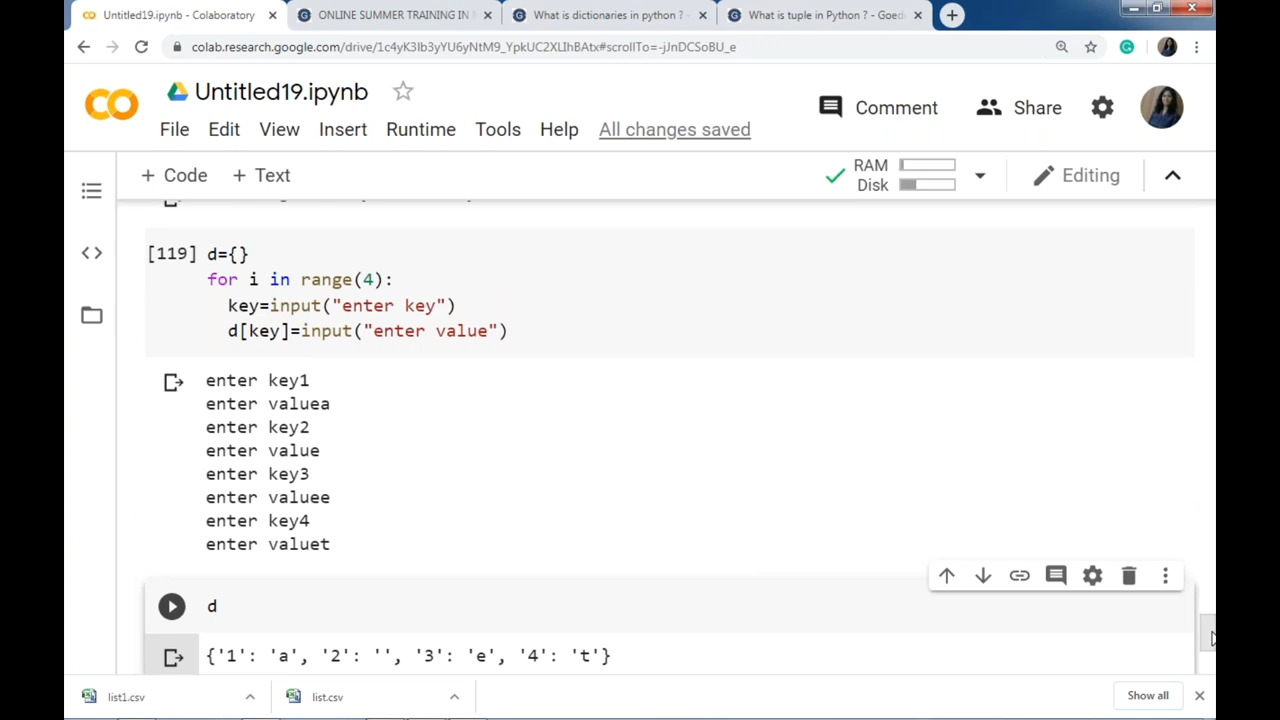 Untitled19.ipynb - Colaboratory
ONLINE SUMMER TRAINING IN
What is dictionaries in python ? -
What is tuple in Python ? - Goed
colab.research.google.com/drive/1c4yK3Ib3yYU6yNtM9_YpkUC2XLIhBAtx#scrollTo=-jJnDCSoBU_e
CO
Untitled19.ipynb
Comment
Share
File Edit View Insert Runtime Tools Help All changes saved
+ Code + Text
RAM
Disk
Editing
[119] d={}
for i in range(4):
key=input("enter key")
d[key]=input("enter value")
enter key1
enter valuea
enter key2
enter value
enter key3
enter valuee
enter key4
enter valuet
d
{'1': 'a', '2': '', '3': 'e', '4': 't'}
list1.csv
list.csv
Show all